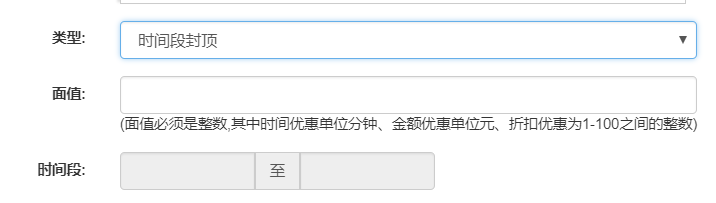 类型: 时间段封顶
面值:
(面值必须是整数,其中时间优惠单位分钟、金额优惠单位元、折扣优惠为1-100之间的整数)
时间段: 至